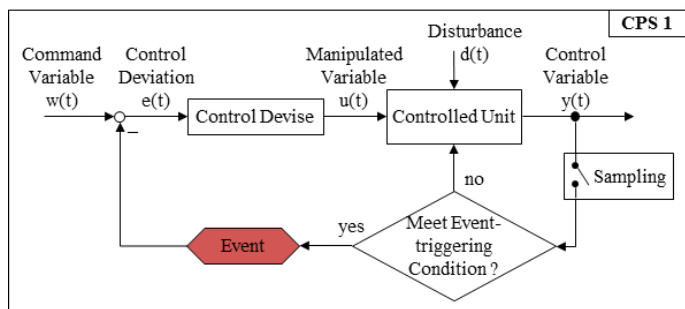 CPS 1
Disturbance
d(t)
Command
Variable
w(t)
Control
Deviation
e(t)
Manipulated
Variable
u(t)
Control
Variable
y(t)
Control Devise
Controlled Unit
–
Sampling
no
yes
Meet Event-
triggering
Condition ?
Event